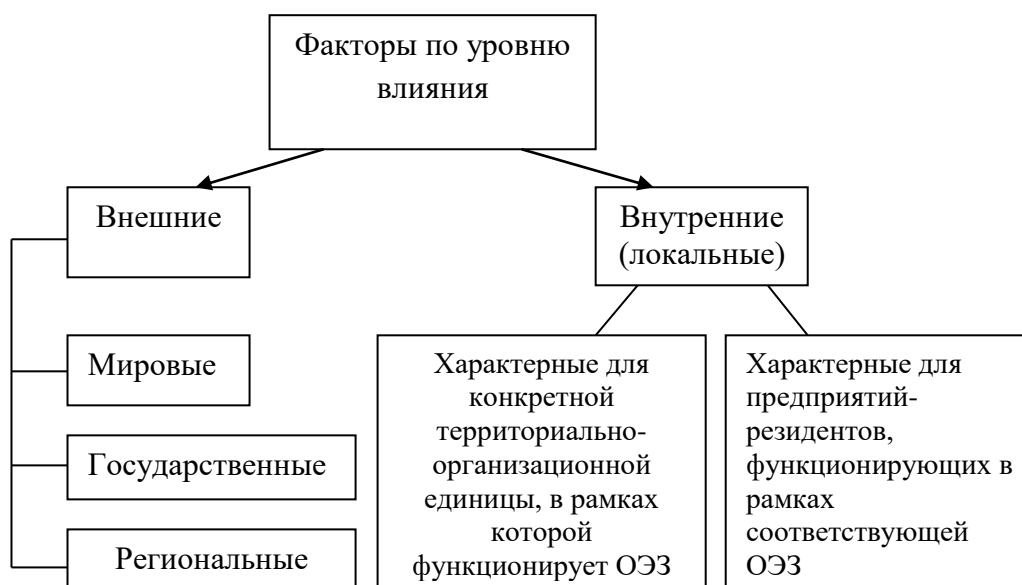 Факторы по уровню
влияния
Внешние
Внутренние
(локальные)
Мировые
Государственные
Региональные
Характерные для
конкретной
территориально-
организационной
единицы, в рамках
которой
функционирует ОЭЗ
Характерные для
предприятий-
резидентов,
функционирующих в
рамках
соответствующей
ОЭЗ